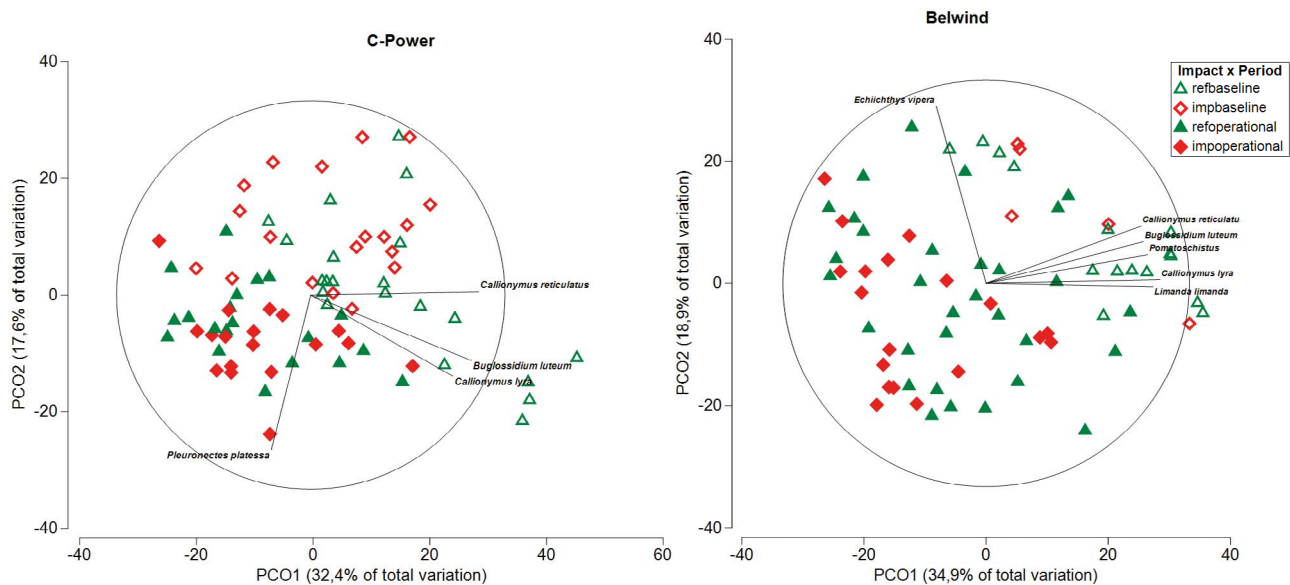 C-Power
40
20
0
-20
-40
-40
-20
0
20
40
60
PCO2 (17,6% of total variation)
PCO1 (32,4% of total variation)
Callionymus reticulatus
Buglossidium luteum
Callionymus lyra
Pleuronectes platessa
Belwind
40
20
0
-20
-40
-40
-20
0
20
40
PCO2 (18,9% of total variation)
PCO1 (34,9% of total variation)
Echiichthys vipera
Callionymus reticulatu
Buglossidium luteum
Pomatoschistus
Callionymus lyra
Limanda limanda
Impact x Period
refbaseline
impbaseline
refoperational
impoperational